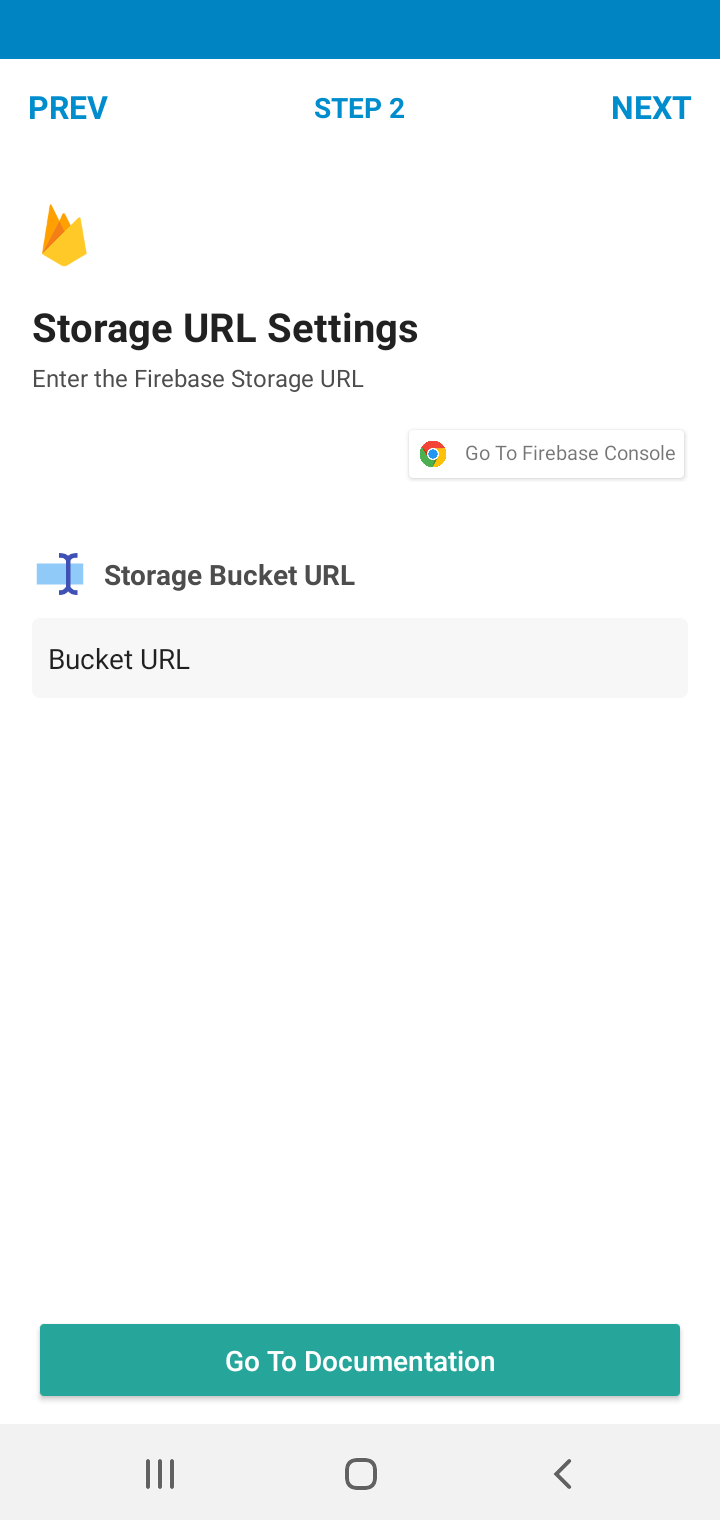 PREV
STEP 2
NEXT
Storage URL Settings
Enter the Firebase Storage URL
Go To Firebase Console
Storage Bucket URL
Bucket URL
Go To Documentation